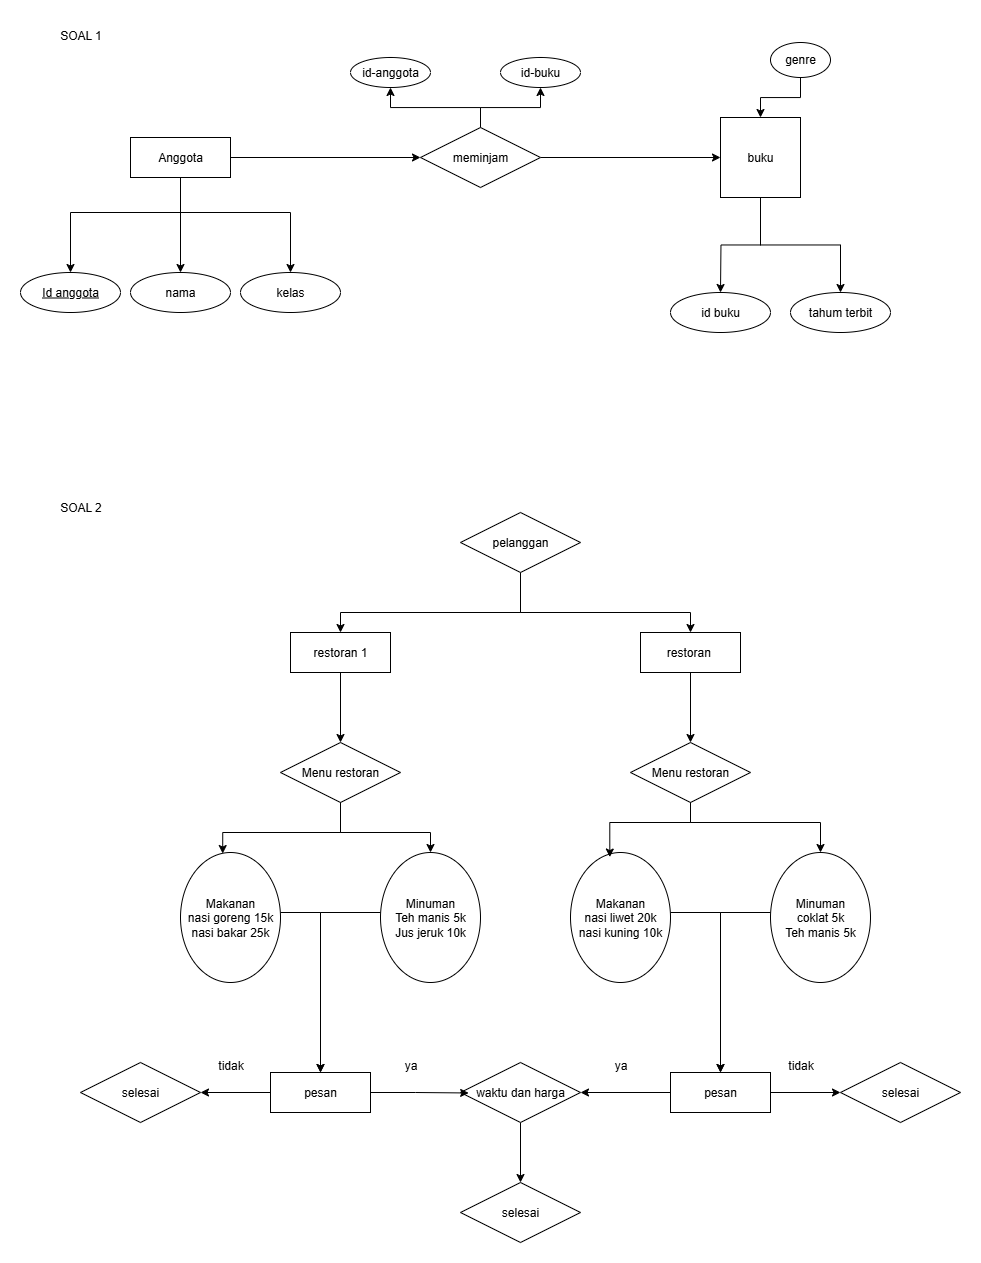 SOAL 1
id-anggota
id-buku
genre
Anggota
meminjam
buku
Id anggota
nama
kelas
id buku
tahum terbit
SOAL 2
pelanggan
restoran 1
restoran
Menu restoran
Menu restoran
Makanan
nasi goreng 15k
nasi bakar 25k
Minuman
Teh manis 5k
Jus jeruk 10k
Makanan
nasi liwet 20k
nasi kuning 10k
Minuman
coklat 5k
Teh manis 5k
tidak
ya
ya
tidak
selesai
pesan
waktu dan harga
pesan
selesai
selesai